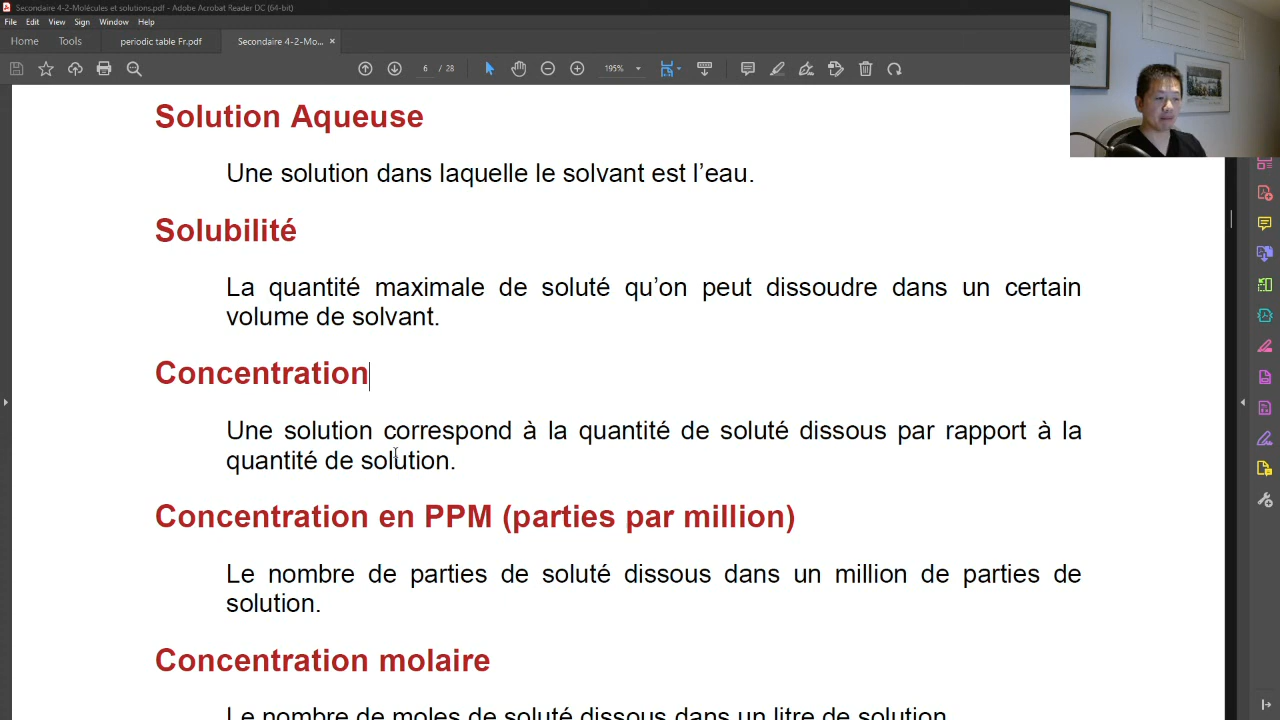 Secondaire 4-2-Molécules et solutions.pdf - Adobe Acrobat Reader DC (64-bit)
File Edit View Sign Window Help
Home Tools periodic table Fr.pdf Secondaire 4-2-Mo... ×
6 / 28 195%
Solution Aqueuse
Une solution dans laquelle le solvant est l’eau.
Solubilité
La quantité maximale de soluté qu’on peut dissoudre dans un certain
volume de solvant.
Concentration
Une solution correspond à la quantité de soluté dissous par rapport à la
quantité de solution.
Concentration en PPM (parties par million)
Le nombre de parties de soluté dissous dans un million de parties de
solution.
Concentration molaire
Le nombre de moles de soluté dissous dans un litre de solution.